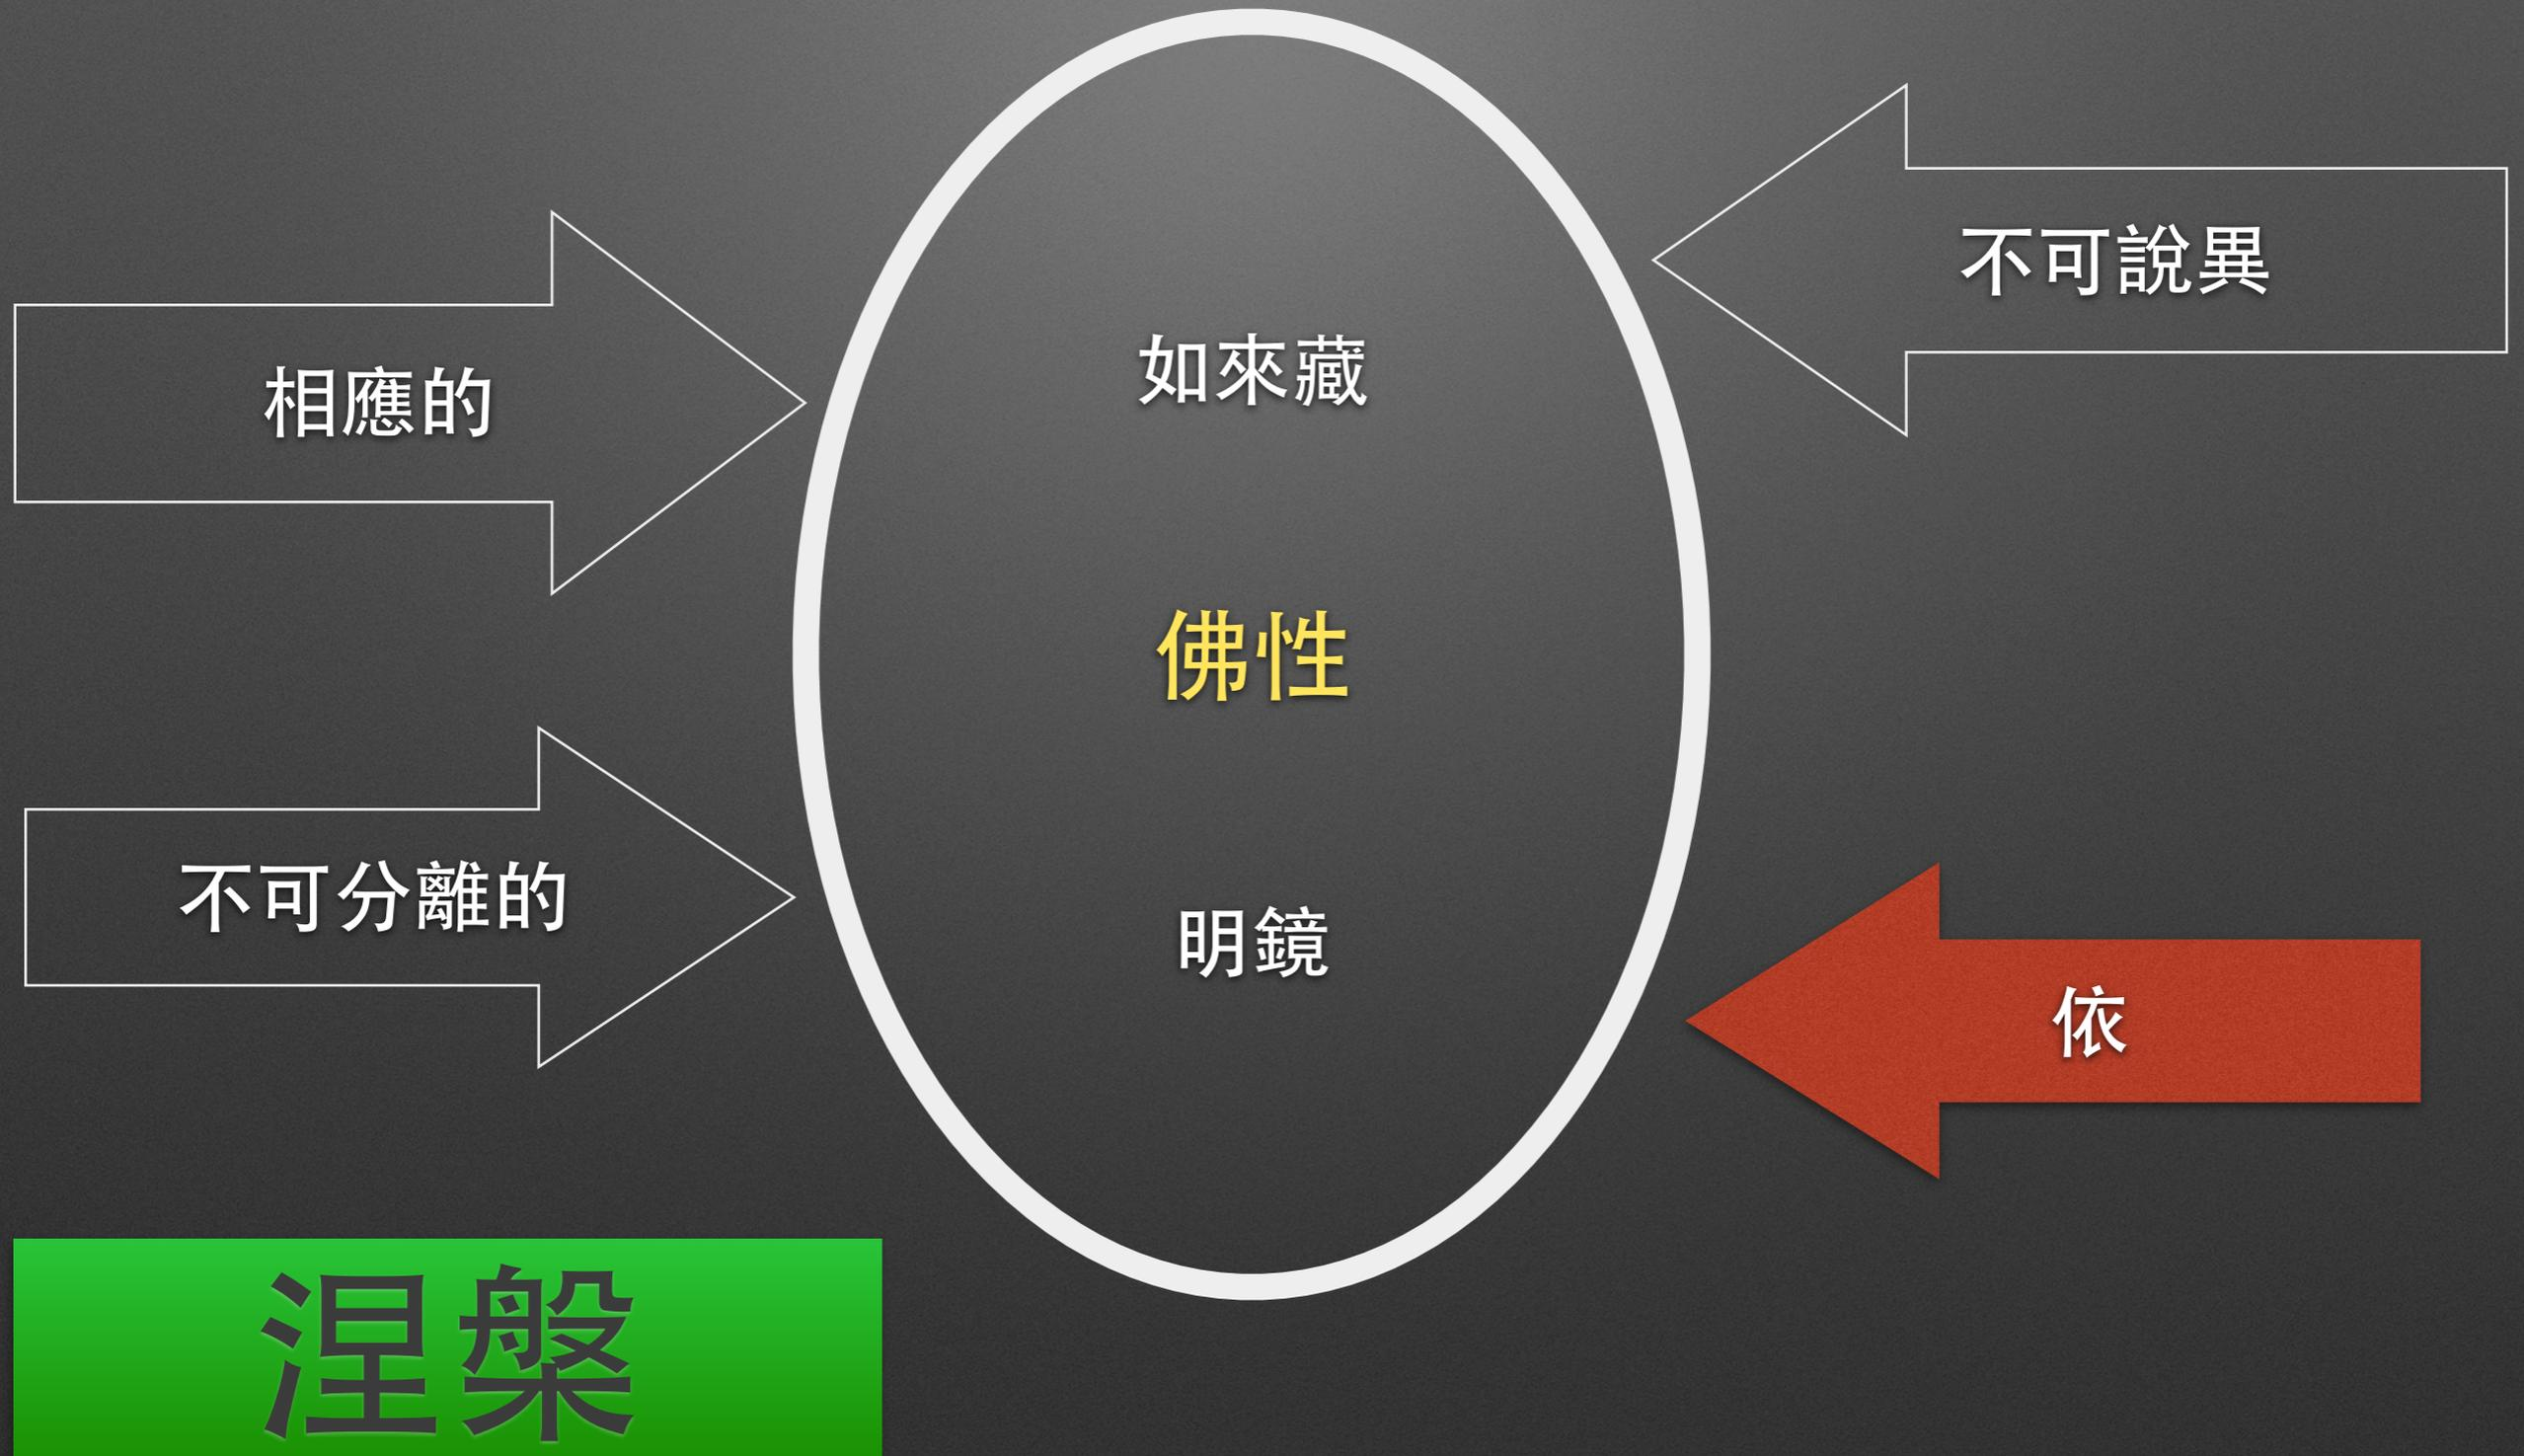 不可說異
如來藏
相應的
佛性
不可分離的
明鏡
依
涅槃